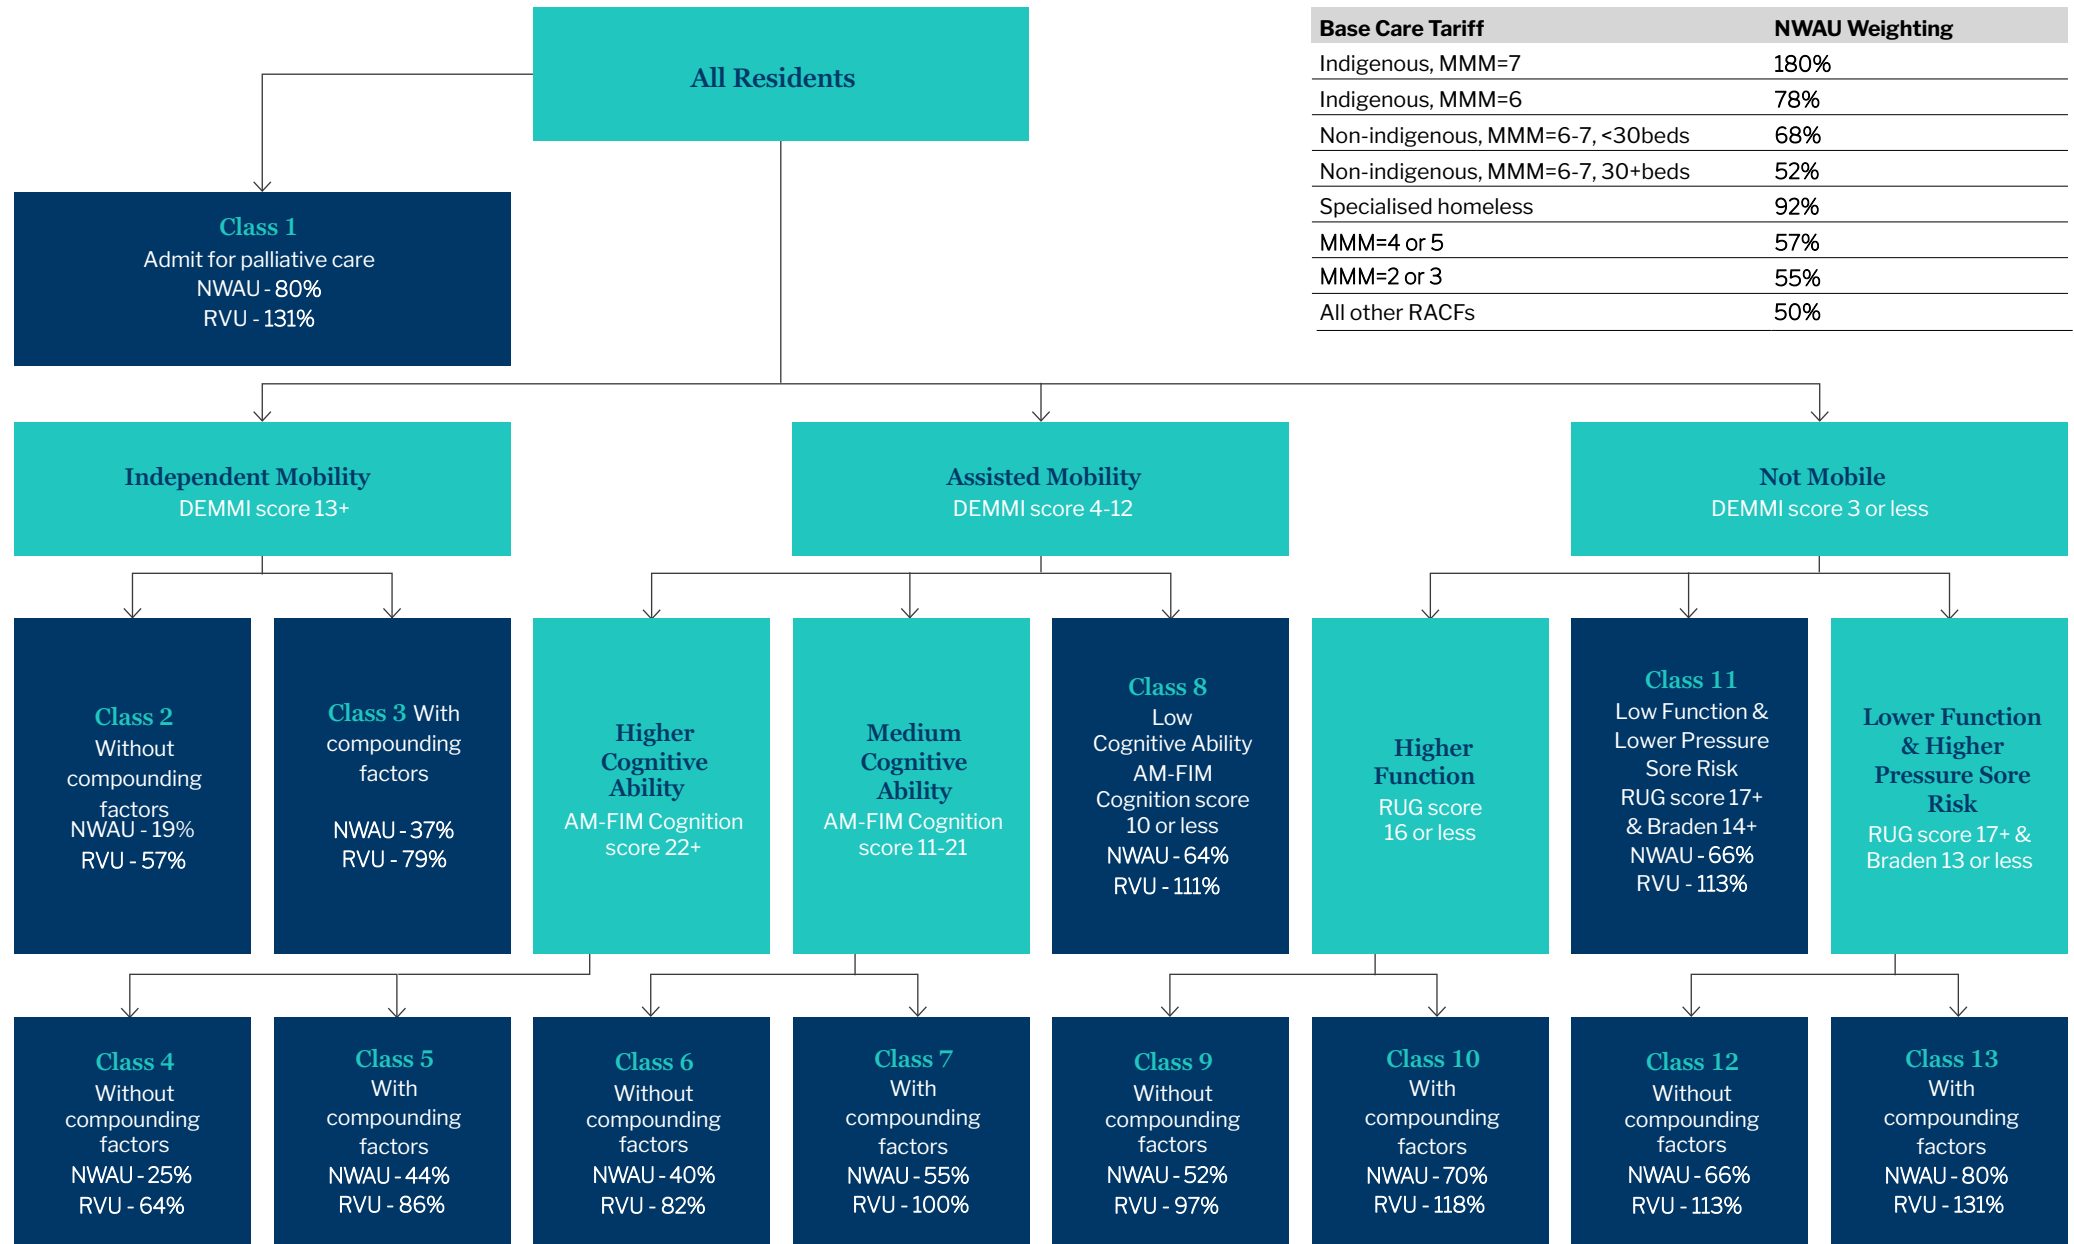 All Residents
Base Care Tariff NWAU Weighting
Indigenous, MMM=7 180%
Indigenous, MMM=6 78%
Non-indigenous, MMM=6-7, <30beds 68%
Non-indigenous, MMM=6-7, 30+beds 52%
Specialised homeless 92%
MMM=4 or 5 57%
MMM=2 or 3 55%
All other RACFs 50%
Class 1
Admit for palliative care
NWAU - 80%
RVU - 131%
Independent Mobility
DEMMI score 13+
Assisted Mobility
DEMMI score 4-12
Not Mobile
DEMMI score 3 or less
Class 2
Without
compounding
factors
NWAU - 19%
RVU - 57%
Class 3 With
compounding
factors
NWAU - 37%
RVU - 79%
Higher
Cognitive
Ability
AM-FIM Cognition
score 22+
Medium
Cognitive
Ability
AM-FIM Cognition
score 11-21
Class 8
Low
Cognitive Ability
AM-FIM
Cognition score
10 or less
NWAU - 64%
RVU - 111%
Higher
Function
RUG score
16 or less
Class 11
Low Function &
Lower Pressure
Sore Risk
RUG score 17+
& Braden 14+
NWAU - 66%
RVU - 113%
Lower Function
& Higher
Pressure Sore
Risk
RUG score 17+ &
Braden 13 or less
Class 4
Without
compounding
factors
NWAU - 25%
RVU - 64%
Class 5
With
compounding
factors
NWAU - 44%
RVU - 86%
Class 6
Without
compounding
factors
NWAU - 40%
RVU - 82%
Class 7
With
compounding
factors
NWAU - 55%
RVU - 100%
Class 9
Without
compounding
factors
NWAU - 52%
RVU - 97%
Class 10
With
compounding
factors
NWAU - 70%
RVU - 118%
Class 12
Without
compounding
factors
NWAU - 66%
RVU - 113%
Class 13
With
compounding
factors
NWAU - 80%
RVU - 131%